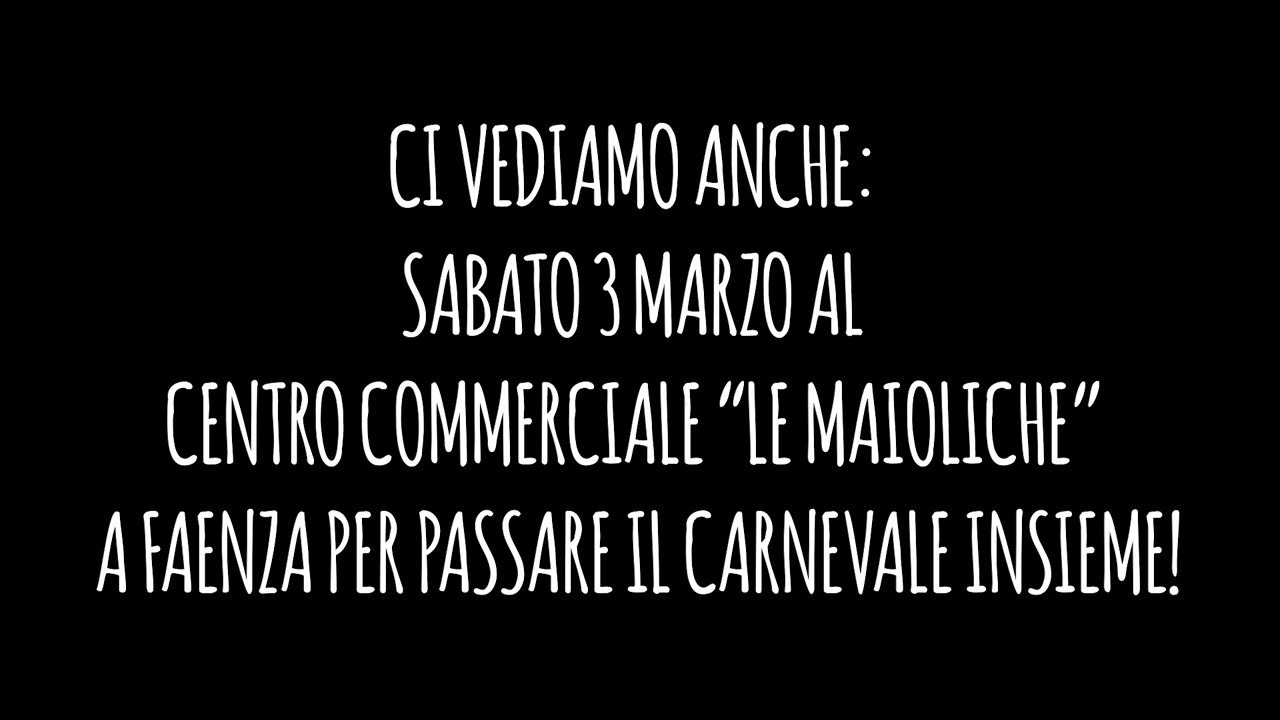 CI VEDIAMO ANCHE:
SABATO 3 MARZO AL
CENTRO COMMERCIALE “LE MAIOLICHE”
A FAENZA PER PASSARE IL CARNEVALE INSIEME!